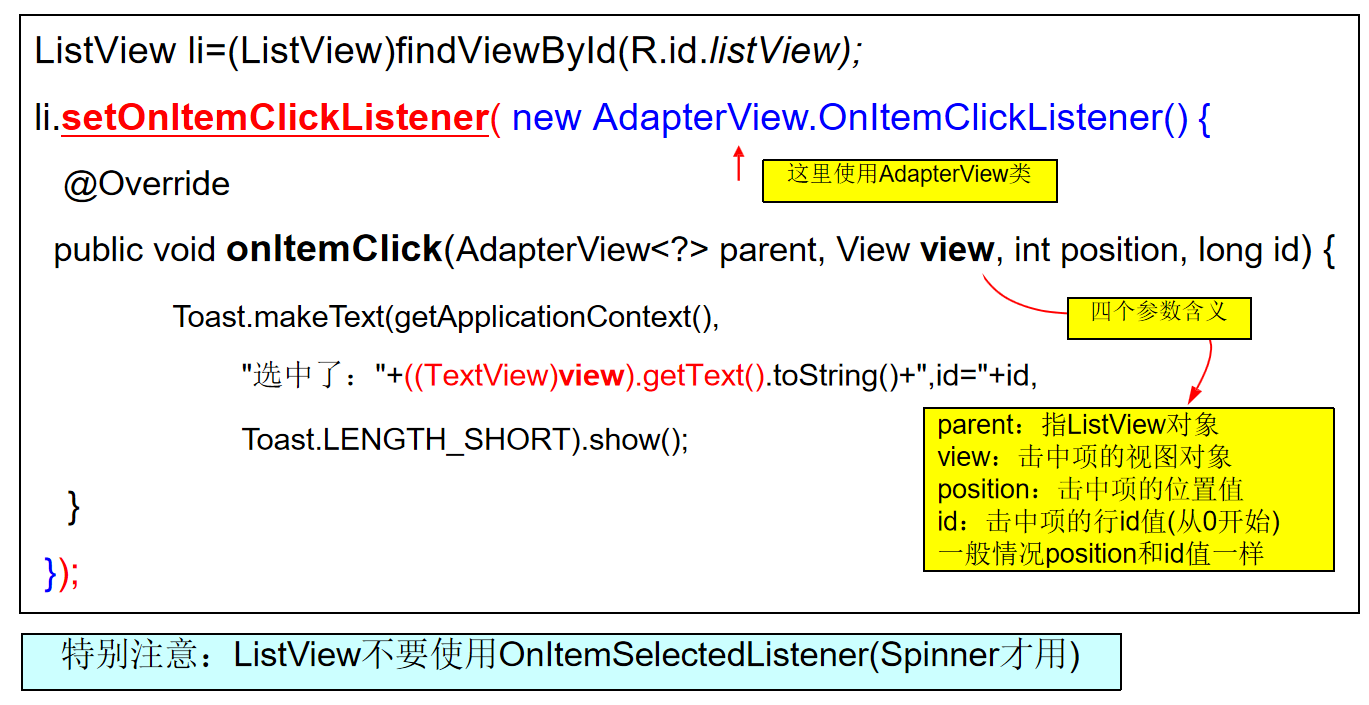 ListView li=(ListView)findViewById(R.id.listView);
li.setOnItemClickListener( new AdapterView.OnItemClickListener() {
这里使用AdapterView类
@Override
public void onItemClick(AdapterView<?> parent, View view, int position, long id) {
四个参数含义
Toast.makeText(getApplicationContext(),
"选中了："+((TextView)view).getText().toString()+",id="+id,
Toast.LENGTH_SHORT).show();
parent：指ListView对象
view：击中项的视图对象
position：击中项的位置值
id：击中项的行id值(从0开始)
一般情况position和id值一样
}
});
特别注意：ListView不要使用OnItemSelectedListener(Spinner才用)